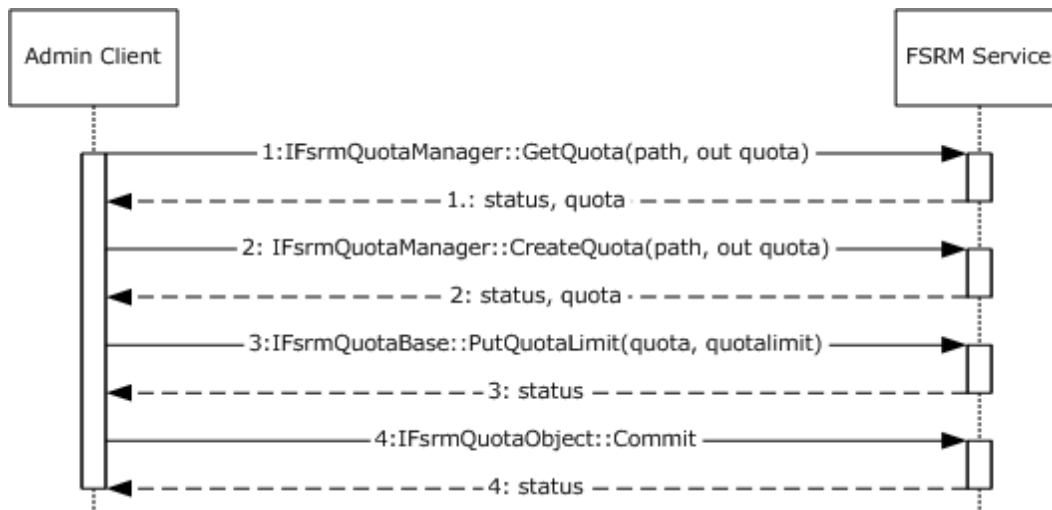 Admin Client
FSRM Service
1:IFsrmQuotaManager::GetQuota(path, out quota)
1.: status, quota
2: IFsrmQuotaManager::CreateQuota(path, out quota)
2: status, quota
3:IFsrmQuotaBase::PutQuotaLimit(quota, quotalimit)
3: status
4:IFsrmQuotaObject::Commit
4: status